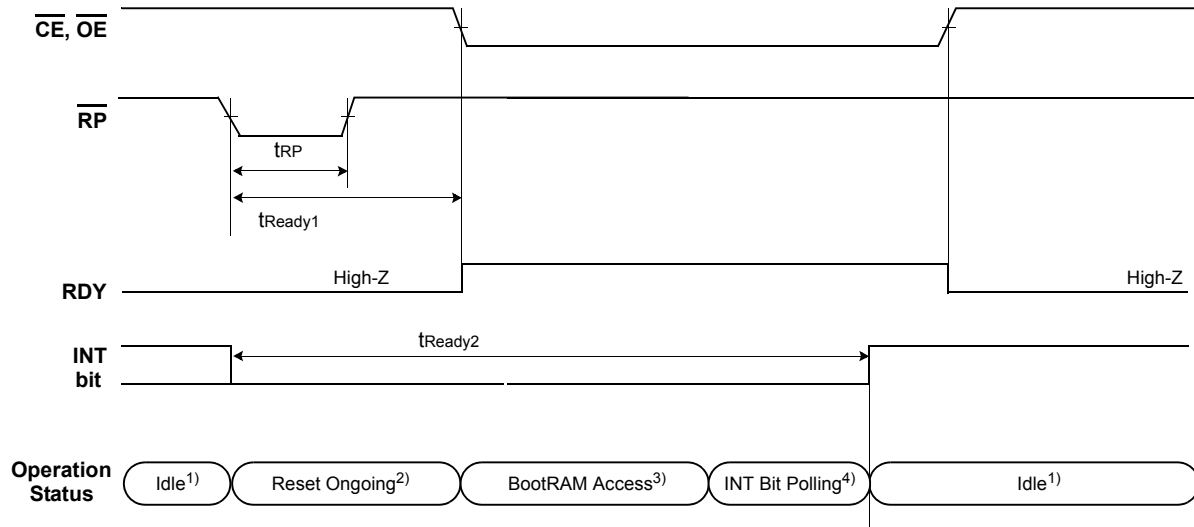 CE, OE
RP
tRP
tReady1
High-Z
High-Z
RDY
tReady2
INT
bit
Operation
Status
Idle1)
Reset Ongoing2)
BootRAM Access3)
INT Bit Polling4)
Idle1)